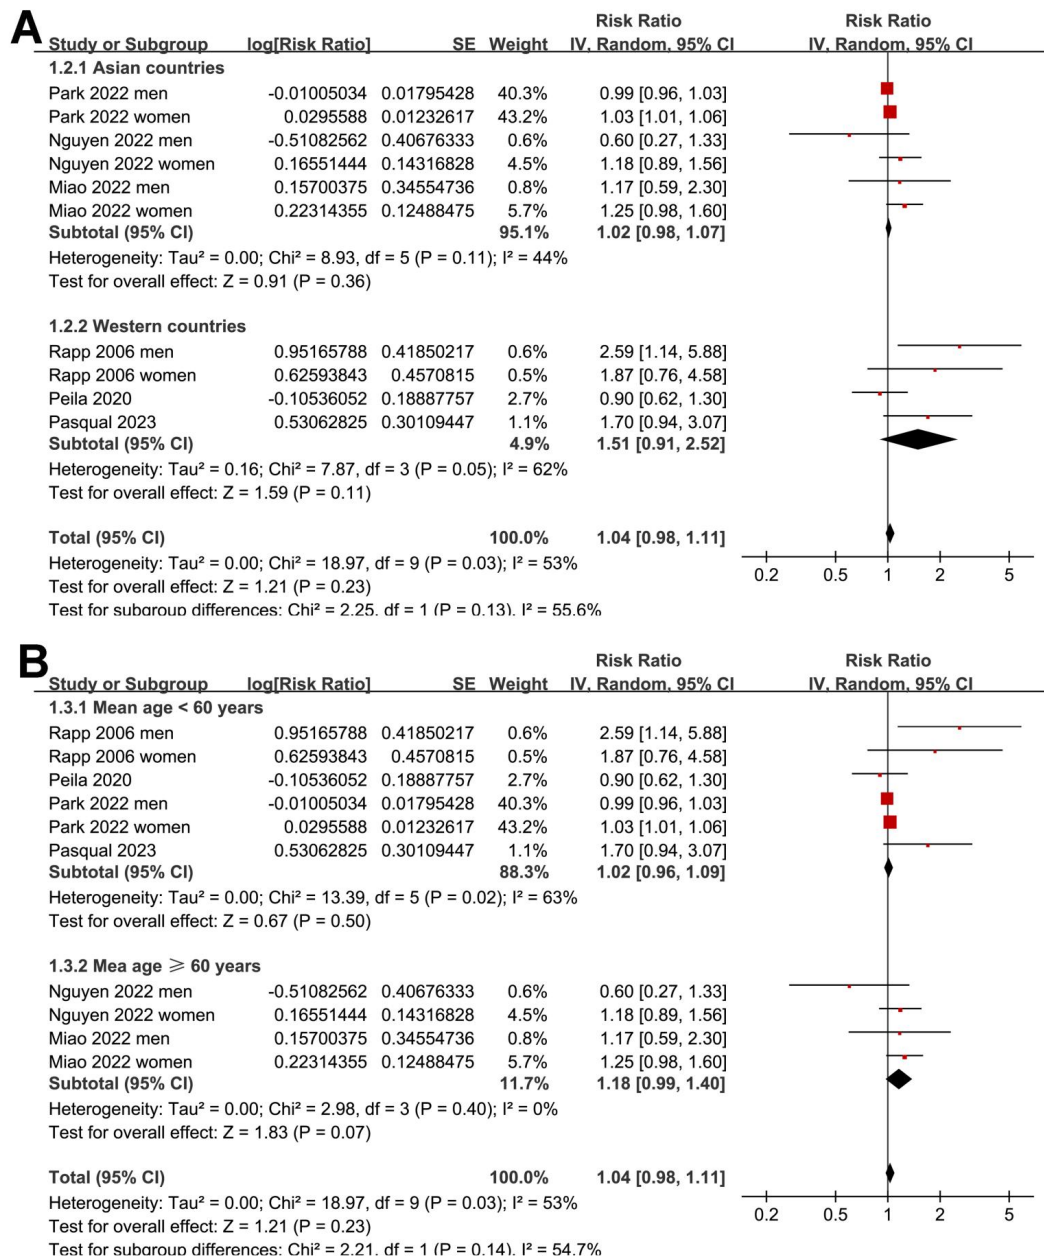 A
Risk Ratio Risk Ratio
Study or Subgroup log[Risk Ratio] SE Weight IV, Random, 95% CI IV, Random, 95% CI
1.2.1 Asian countries
Park 2022 men -0.01005034 0.01795428 40.3% 0.99 [0.96, 1.03]
Park 2022 women 0.0295588 0.01232617 43.2% 1.03 [1.01, 1.06]
Nguyen 2022 men -0.51082562 0.40676333 0.6% 0.60 [0.27, 1.33]
Nguyen 2022 women 0.16551444 0.14316828 4.5% 1.18 [0.89, 1.56]
Miao 2022 men 0.15700375 0.34554736 0.8% 1.17 [0.59, 2.30]
Miao 2022 women 0.22314355 0.12488475 5.7% 1.25 [0.98, 1.60]
Subtotal (95% CI) 95.1% 1.02 [0.98, 1.07]
Heterogeneity: Tau² = 0.00; Chi² = 8.93, df = 5 (P = 0.11); I² = 44%
Test for overall effect: Z = 0.91 (P = 0.36)
1.2.2 Western countries
Rapp 2006 men 0.95165788 0.41850217 0.6% 2.59 [1.14, 5.88]
Rapp 2006 women 0.62593843 0.4570815 0.5% 1.87 [0.76, 4.58]
Peila 2020 -0.10536052 0.18887757 2.7% 0.90 [0.62, 1.30]
Pasqual 2023 0.53062825 0.30109447 1.1% 1.70 [0.94, 3.07]
Subtotal (95% CI) 4.9% 1.51 [0.91, 2.52]
Heterogeneity: Tau² = 0.16; Chi² = 7.87, df = 3 (P = 0.05); I² = 62%
Test for overall effect: Z = 1.59 (P = 0.11)
Total (95% CI) 100.0% 1.04 [0.98, 1.11]
Heterogeneity: Tau² = 0.00; Chi² = 18.97, df = 9 (P = 0.03); I² = 53%
Test for overall effect: Z = 1.21 (P = 0.23)
Test for subgroup differences: Chi² = 2.25, df = 1 (P = 0.13), I² = 55.6%
0.2 0.5 1 2 5
B
Risk Ratio Risk Ratio
Study or Subgroup log[Risk Ratio] SE Weight IV, Random, 95% CI IV, Random, 95% CI
1.3.1 Mean age < 60 years
Rapp 2006 men 0.95165788 0.41850217 0.6% 2.59 [1.14, 5.88]
Rapp 2006 women 0.62593843 0.4570815 0.5% 1.87 [0.76, 4.58]
Peila 2020 -0.10536052 0.18887757 2.7% 0.90 [0.62, 1.30]
Park 2022 men -0.01005034 0.01795428 40.3% 0.99 [0.96, 1.03]
Park 2022 women 0.0295588 0.01232617 43.2% 1.03 [1.01, 1.06]
Pasqual 2023 0.53062825 0.30109447 1.1% 1.70 [0.94, 3.07]
Subtotal (95% CI) 88.3% 1.02 [0.96, 1.09]
Heterogeneity: Tau² = 0.00; Chi² = 13.39, df = 5 (P = 0.02); I² = 63%
Test for overall effect: Z = 0.67 (P = 0.50)
1.3.2 Mea age ⩾ 60 years
Nguyen 2022 men -0.51082562 0.40676333 0.6% 0.60 [0.27, 1.33]
Nguyen 2022 women 0.16551444 0.14316828 4.5% 1.18 [0.89, 1.56]
Miao 2022 men 0.15700375 0.34554736 0.8% 1.17 [0.59, 2.30]
Miao 2022 women 0.22314355 0.12488475 5.7% 1.25 [0.98, 1.60]
Subtotal (95% CI) 11.7% 1.18 [0.99, 1.40]
Heterogeneity: Tau² = 0.00; Chi² = 2.98, df = 3 (P = 0.40); I² = 0%
Test for overall effect: Z = 1.83 (P = 0.07)
Total (95% CI) 100.0% 1.04 [0.98, 1.11]
Heterogeneity: Tau² = 0.00; Chi² = 18.97, df = 9 (P = 0.03); I² = 53%
Test for overall effect: Z = 1.21 (P = 0.23)
Test for subgroup differences: Chi² = 2.21, df = 1 (P = 0.14), I² = 54.7%
0.2 0.5 1 2 5